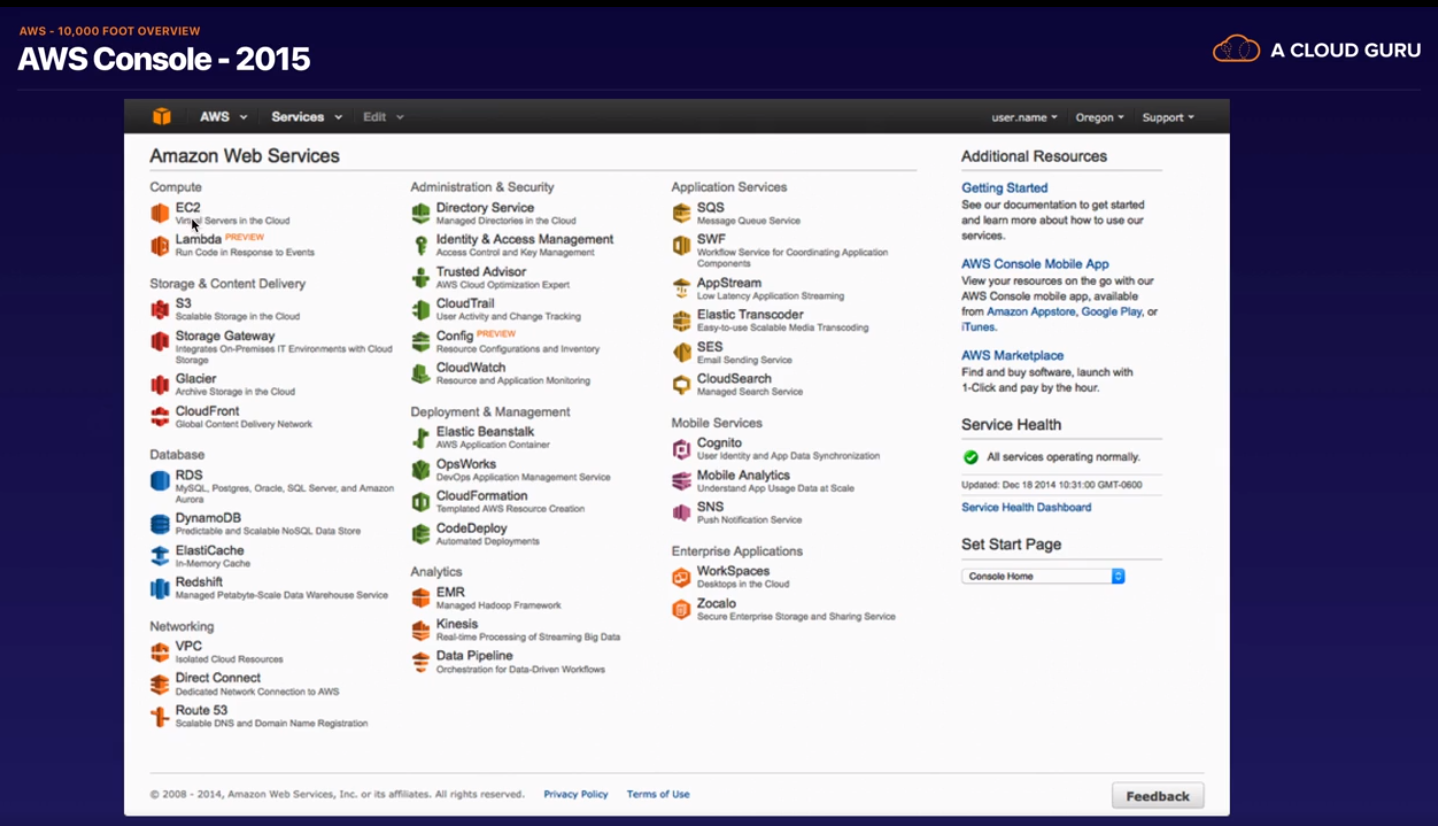 AWS - 10,000 FOOT OVERVIEW
AWS Console - 2015
A CLOUD GURU
AWS
Services
Edit
user.name
Oregon
Support
Amazon Web Services
Compute
EC2
Virtual Servers in the Cloud
Lambda PREVIEW
Run Code in Response to Events
Storage & Content Delivery
S3
Scalable Storage in the Cloud
Storage Gateway
Integrates On-Premises IT Environments with Cloud
Storage
Glacier
Archive Storage in the Cloud
CloudFront
Global Content Delivery Network
Database
RDS
MySQL, Postgres, Oracle, SQL Server, and Amazon
Aurora
DynamoDB
Predictable and Scalable NoSQL Data Store
ElastiCache
In-Memory Cache
Redshift
Managed Petabyte-Scale Data Warehouse Service
Networking
VPC
Isolated Cloud Resources
Direct Connect
Dedicated Network Connection to AWS
Route 53
Scalable DNS and Domain Name Registration
Administration & Security
Directory Service
Managed Directories in the Cloud
Identity & Access Management
Access Control and Key Management
Trusted Advisor
AWS Cloud Optimization Expert
CloudTrail
User Activity and Change Tracking
Config PREVIEW
Resource Configurations and Inventory
CloudWatch
Resource and Application Monitoring
Deployment & Management
Elastic Beanstalk
AWS Application Container
OpsWorks
DevOps Application Management Service
CloudFormation
Templated AWS Resource Creation
CodeDeploy
Automated Deployments
Analytics
EMR
Managed Hadoop Framework
Kinesis
Real-time Processing of Streaming Big Data
Data Pipeline
Orchestration for Data-Driven Workflows
Application Services
SQS
Message Queue Service
SWF
Workflow Service for Coordinating Application
Components
AppStream
Low Latency Application Streaming
Elastic Transcoder
Easy-to-use Scalable Media Transcoding
SES
Email Sending Service
CloudSearch
Managed Search Service
Mobile Services
Cognito
User Identity and App Data Synchronization
Mobile Analytics
Understand App Usage Data at Scale
SNS
Push Notification Service
Enterprise Applications
WorkSpaces
Desktops in the Cloud
Zocalo
Secure Enterprise Storage and Sharing Service
Additional Resources
Getting Started
See our documentation to get started
and learn more about how to use our
services.
AWS Console Mobile App
View your resources on the go with our
AWS Console mobile app, available
from Amazon Appstore, Google Play, or
iTunes.
AWS Marketplace
Find and buy software, launch with
1-Click and pay by the hour.
Service Health
All services operating normally.
Updated: Dec 18 2014 10:31:00 GMT-0600
Service Health Dashboard
Set Start Page
Console Home
© 2008 - 2014, Amazon Web Services, Inc. or its affiliates. All rights reserved.
Privacy Policy
Terms of Use
Feedback